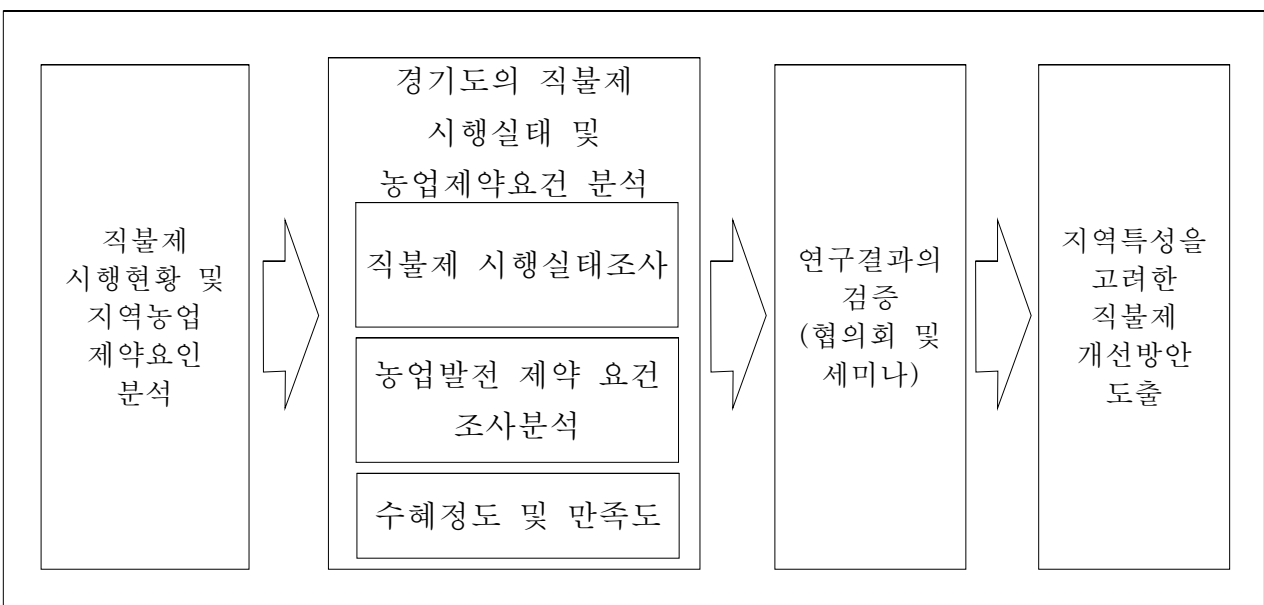 직불제
시행현황 및
지역농업
제약요인
분석
경기도의 직불제
시행실태 및
농업제약요건 분석
직불제 시행실태조사
농업발전 제약 요건
조사분석
수혜정도 및 만족도
연구결과의
검증
(협의회 및
세미나)
지역특성을
고려한
직불제
개선방안
도출